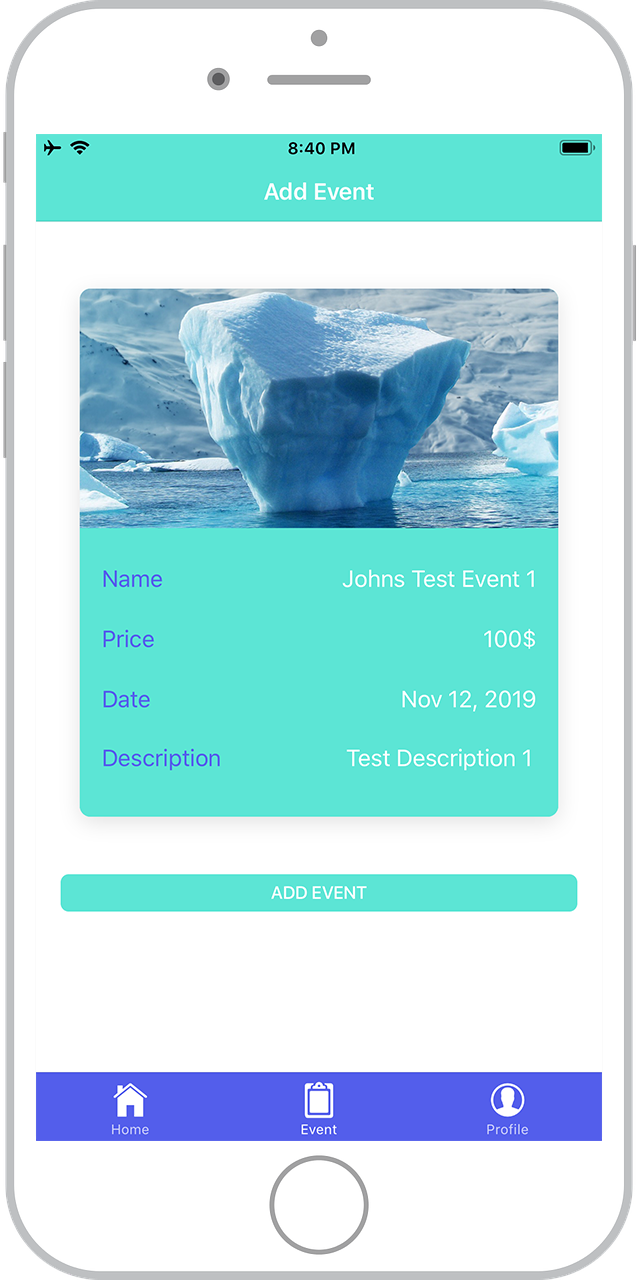 8:40 PM
Add Event
Name Johns Test Event 1
Price 100$
Date Nov 12, 2019
Description Test Description 1
ADD EVENT
Home Event Profile